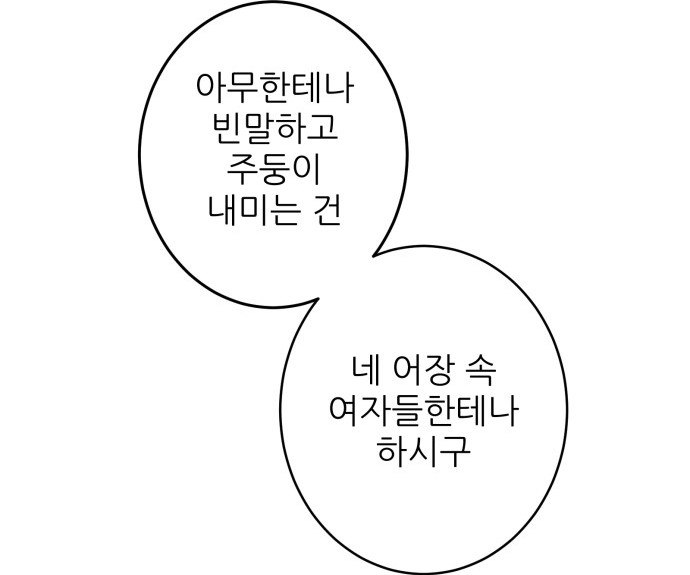 아무한테나
빈말하고
주둥이
내미는 건
네 어장 속
여자들한테나
하시구